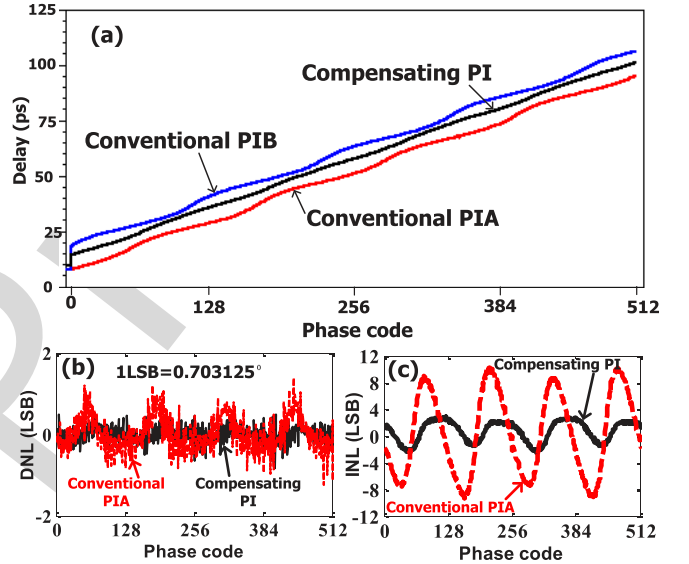 125
(a)
100
Compensating PI
75
Conventional PIB
50
Conventional PIA
25
0
Delay (ps)
0 128 256 384 512
Phase code
2
(b)
1LSB=0.703125°
0
DNL (LSB)
Conventional
PIA
Compensating
PI
-2
0 128 256 384 512
Phase code
12
(c)
Compensating PI
8
4
0
INL (LSB)
-4
-8
Conventional PIA
-12
0 128 256 384 512
Phase code